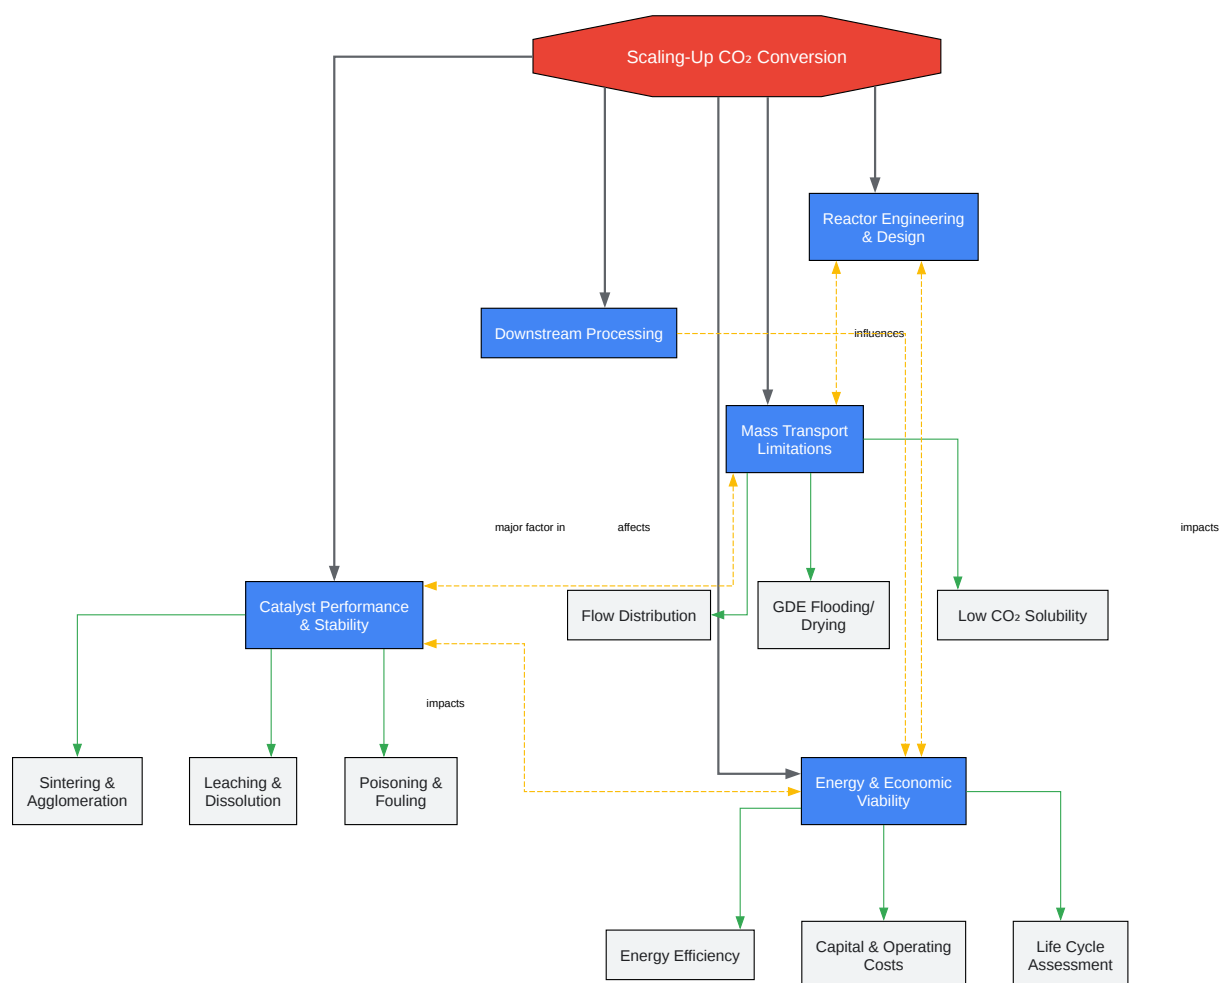 Scaling-Up CO₂ Conversion
Reactor Engineering
& Design
Downstream Processing
influences
Mass Transport
Limitations
major factor in
affects
impacts
Catalyst Performance
& Stability
Flow Distribution
GDE Flooding/
Drying
Low CO₂ Solubility
impacts
Sintering &
Agglomeration
Leaching &
Dissolution
Poisoning &
Fouling
Energy & Economic
Viability
Energy Efficiency
Capital & Operating
Costs
Life Cycle
Assessment